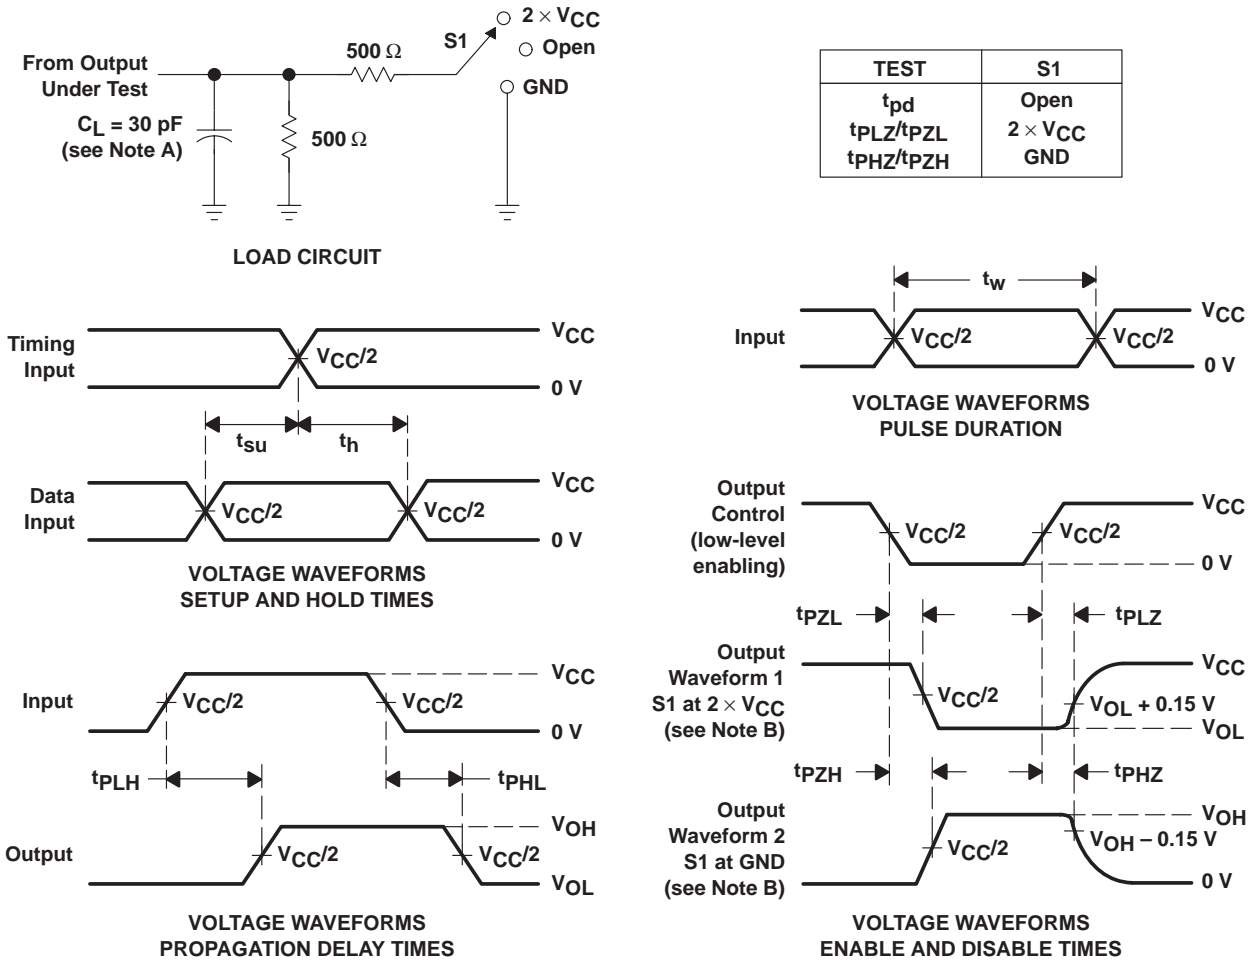 2 × VCC
S1
Open
500 Ω
From Output
Under Test
GND
CL = 30 pF
(see Note A)
500 Ω
LOAD CIRCUIT
TEST S1
tpd Open
tPLZ/tPZL 2 × VCC
tPHZ/tPZH GND
tw
Input
VCC
VCC/2
VCC/2
0 V
VOLTAGE WAVEFORMS
PULSE DURATION
Timing
Input
VCC
VCC/2
0 V
tsu
th
Data
Input
VCC
VCC/2
VCC/2
0 V
VOLTAGE WAVEFORMS
SETUP AND HOLD TIMES
Input
VCC
VCC/2
VCC/2
0 V
tPLH
tPHL
Output
VOH
VCC/2
VCC/2
VOL
VOLTAGE WAVEFORMS
PROPAGATION DELAY TIMES
Output
Control
(low-level
enabling)
VCC
VCC/2
VCC/2
0 V
tPZL
tPLZ
Output
Waveform 1
S1 at 2 × VCC
(see Note B)
VCC
VCC/2
VOL + 0.15 V
VOL
tPZH
tPHZ
Output
Waveform 2
S1 at GND
(see Note B)
VOH
VCC/2
VOH − 0.15 V
0 V
VOLTAGE WAVEFORMS
ENABLE AND DISABLE TIMES